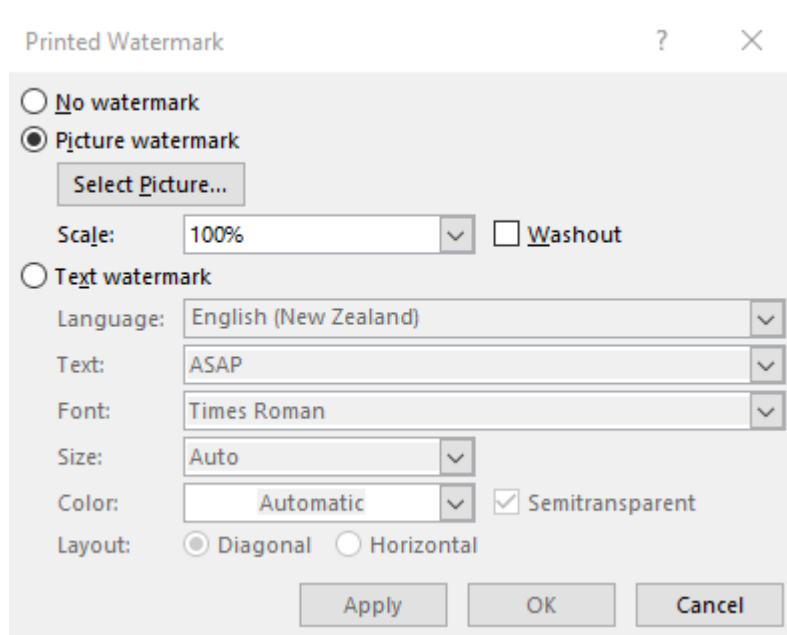 Printed Watermark ? ×
No watermark
Picture watermark
Select Picture...
Scale: 100% Washout
Text watermark
Language: English (New Zealand)
Text: ASAP
Font: Times Roman
Size: Auto
Color: Automatic Semitransparent
Layout: Diagonal Horizontal
Apply OK Cancel